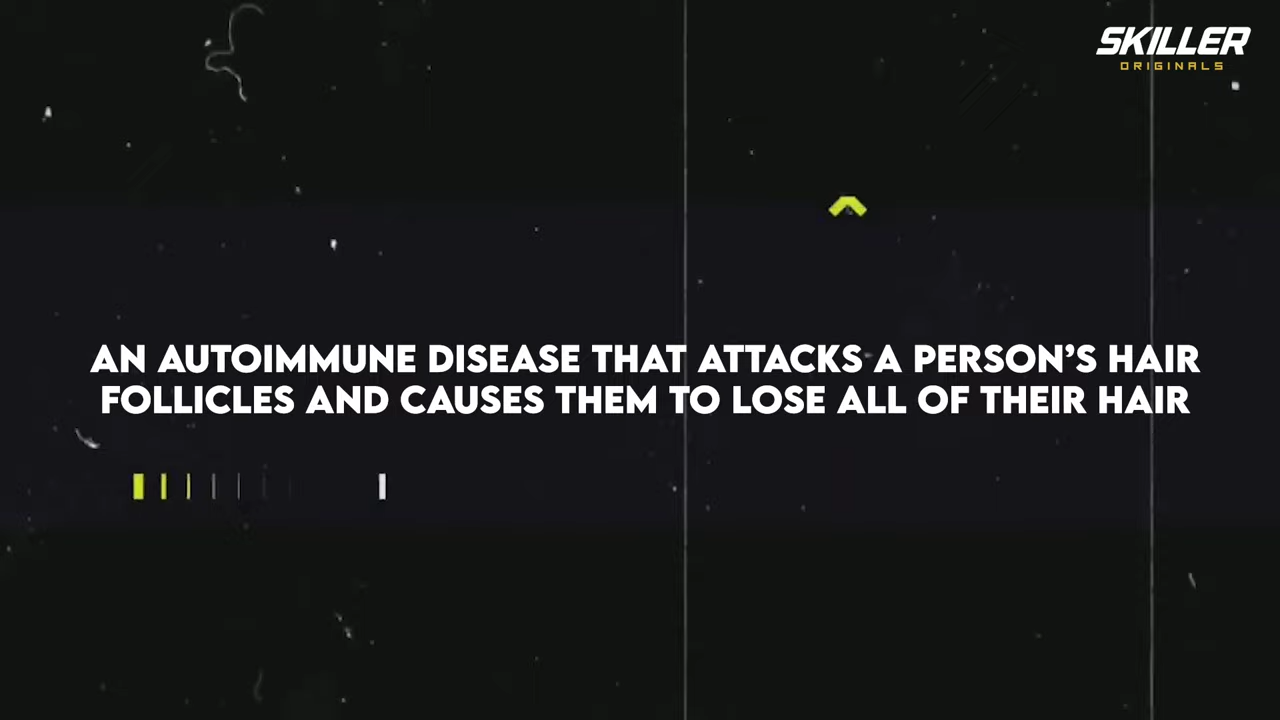 SKILLER
ORIGINALS
AN AUTOIMMUNE DISEASE THAT ATTACKS A PERSON’S HAIR
FOLLICLES AND CAUSES THEM TO LOSE ALL OF THEIR HAIR